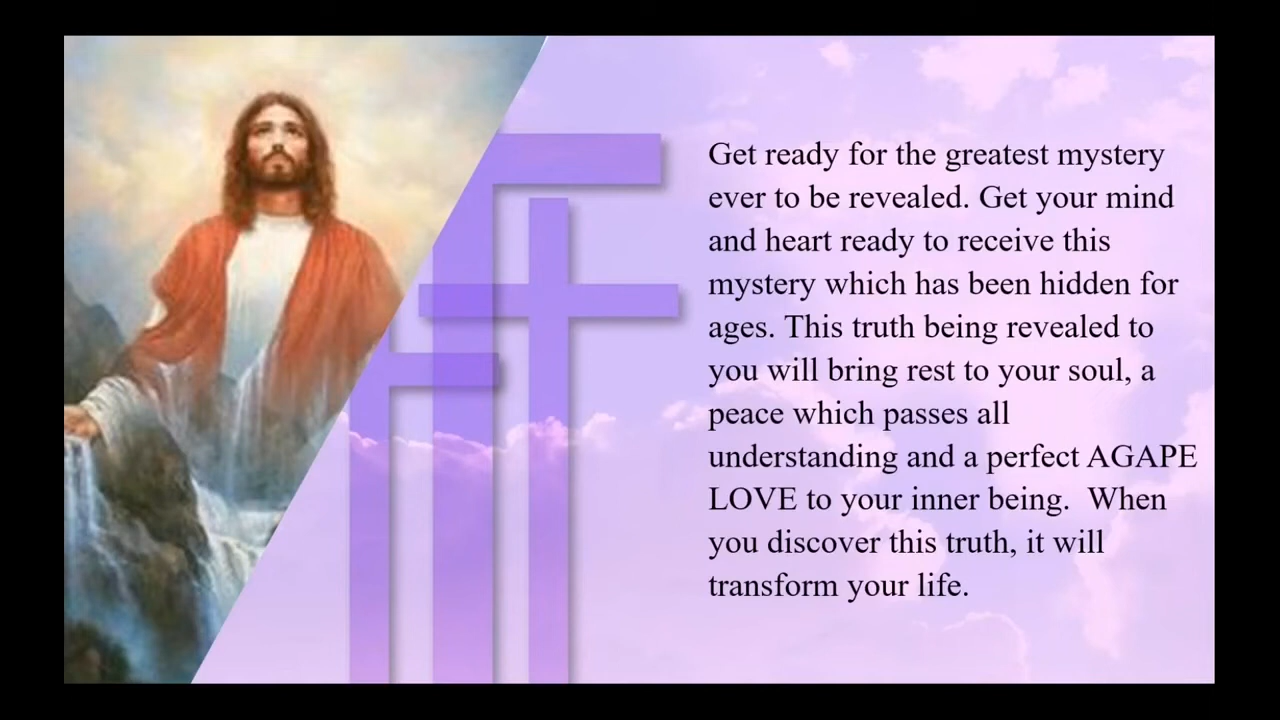 Get ready for the greatest mystery
ever to be revealed. Get your mind
and heart ready to receive this
mystery which has been hidden for
ages. This truth being revealed to
you will bring rest to your soul, a
peace which passes all
understanding and a perfect AGAPE
LOVE to your inner being.  When
you discover this truth, it will
transform your life.